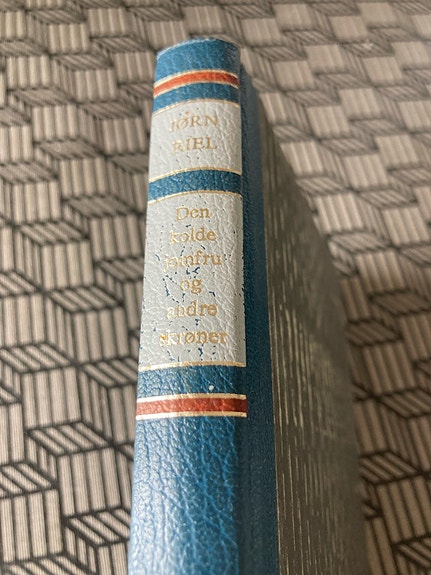 JØRN
RIEL
Den
kolde
jomfru
og
andre
skrøner